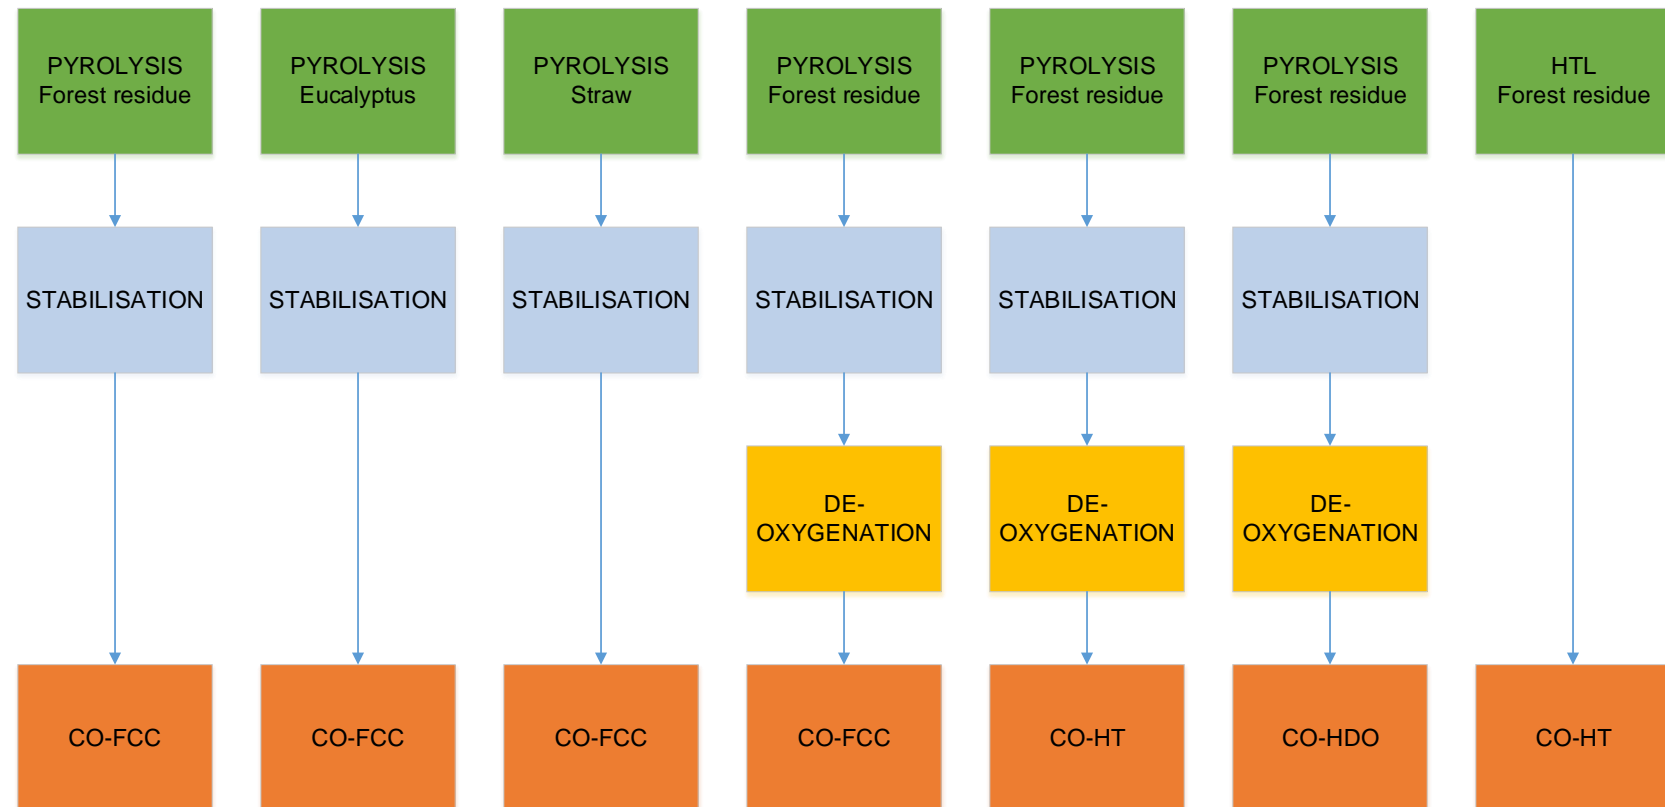 PYROLYSIS
Forest residue
PYROLYSIS
Eucalyptus
PYROLYSIS
Straw
PYROLYSIS
Forest residue
PYROLYSIS
Forest residue
PYROLYSIS
Forest residue
HTL
Forest residue
STABILISATION
STABILISATION
STABILISATION
STABILISATION
STABILISATION
STABILISATION
DE-
OXYGENATION
DE-
OXYGENATION
DE-
OXYGENATION
CO-FCC
CO-FCC
CO-FCC
CO-FCC
CO-HT
CO-HDO
CO-HT